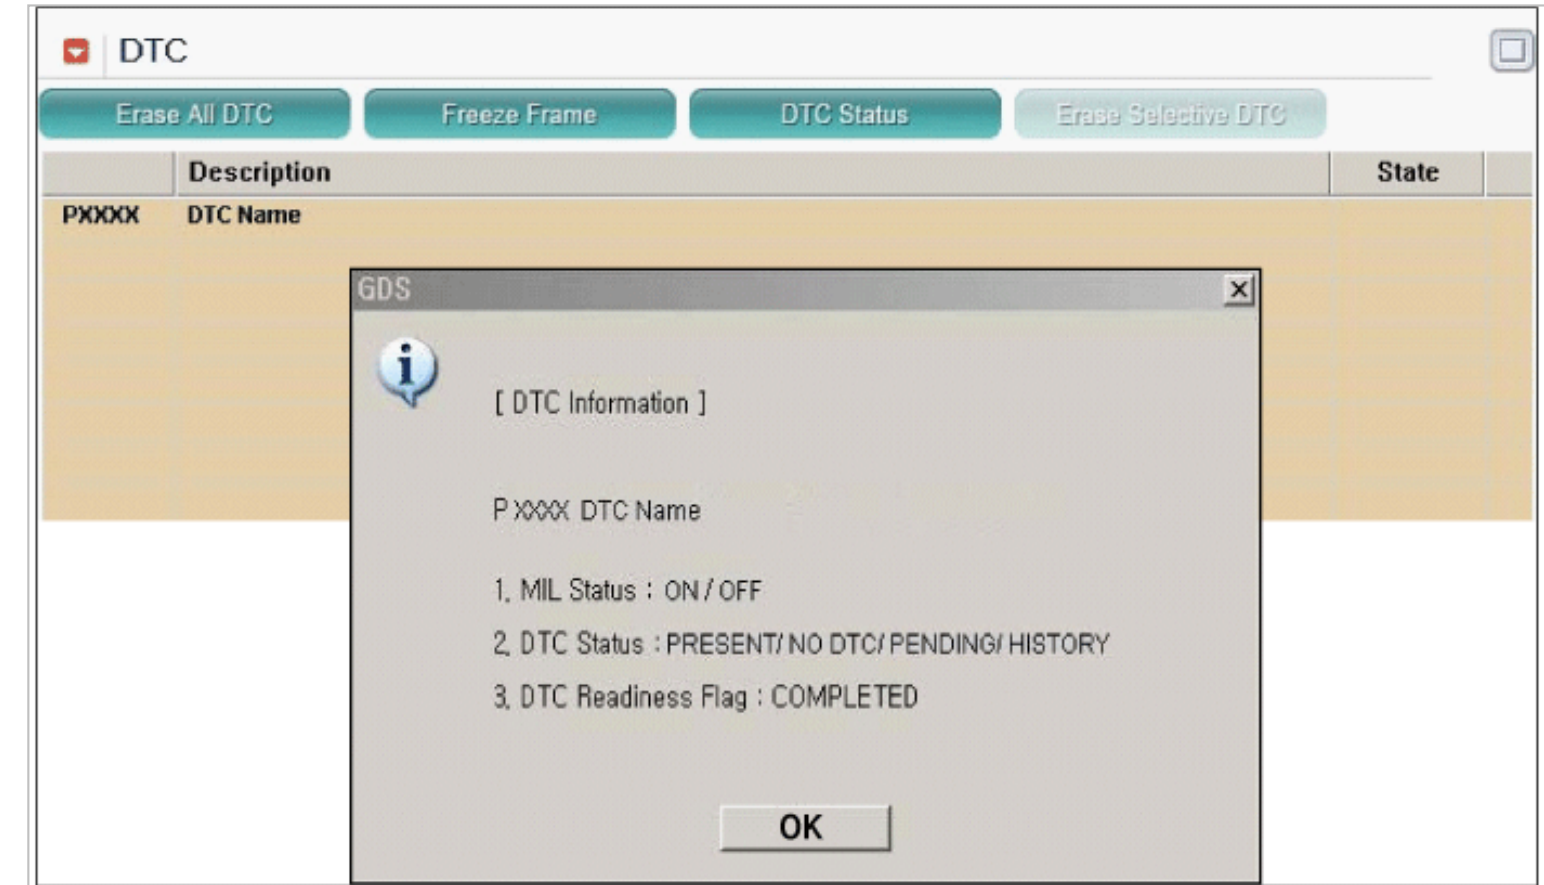 DTC
Erase All DTC Freeze Frame DTC Status Erase Selective DTC
Description State
PXXXX DTC Name
GDS
[ DTC Information ]
PXXXX DTC Name
1. MIL Status : ON / OFF
2. DTC Status : PRESENT/ NO DTC/ PENDING/ HISTORY
3. DTC Readiness Flag : COMPLETED
OK